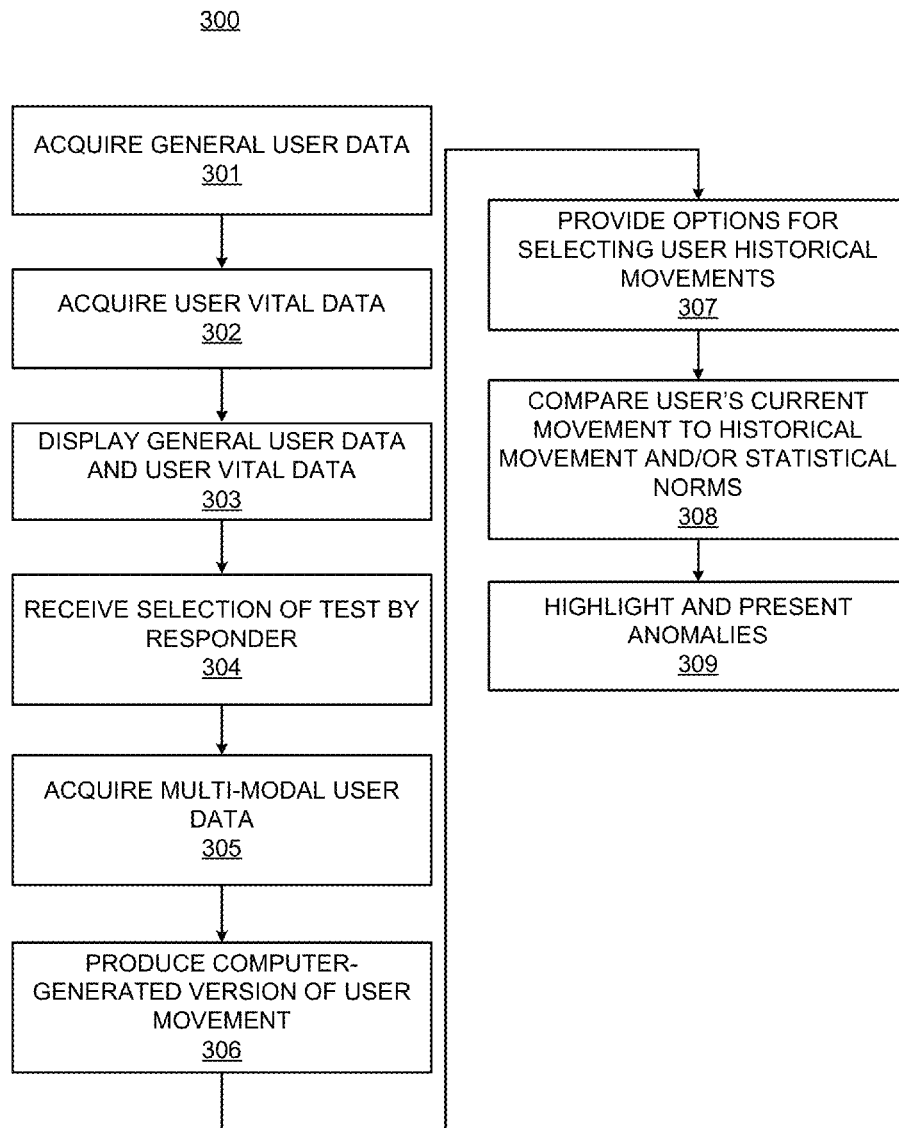 300
ACQUIRE GENERAL USER DATA
301
ACQUIRE USER VITAL DATA
302
DISPLAY GENERAL USER DATA
AND USER VITAL DATA
303
RECEIVE SELECTION OF TEST BY
RESPONDER
304
ACQUIRE MULTI-MODAL USER
DATA
305
PRODUCE COMPUTER-
GENERATED VERSION OF USER
MOVEMENT
306
PROVIDE OPTIONS FOR
SELECTING USER HISTORICAL
MOVEMENTS
307
COMPARE USER'S CURRENT
MOVEMENT TO HISTORICAL
MOVEMENT AND/OR STATISTICAL
NORMS
308
HIGHLIGHT AND PRESENT
ANOMALIES
309